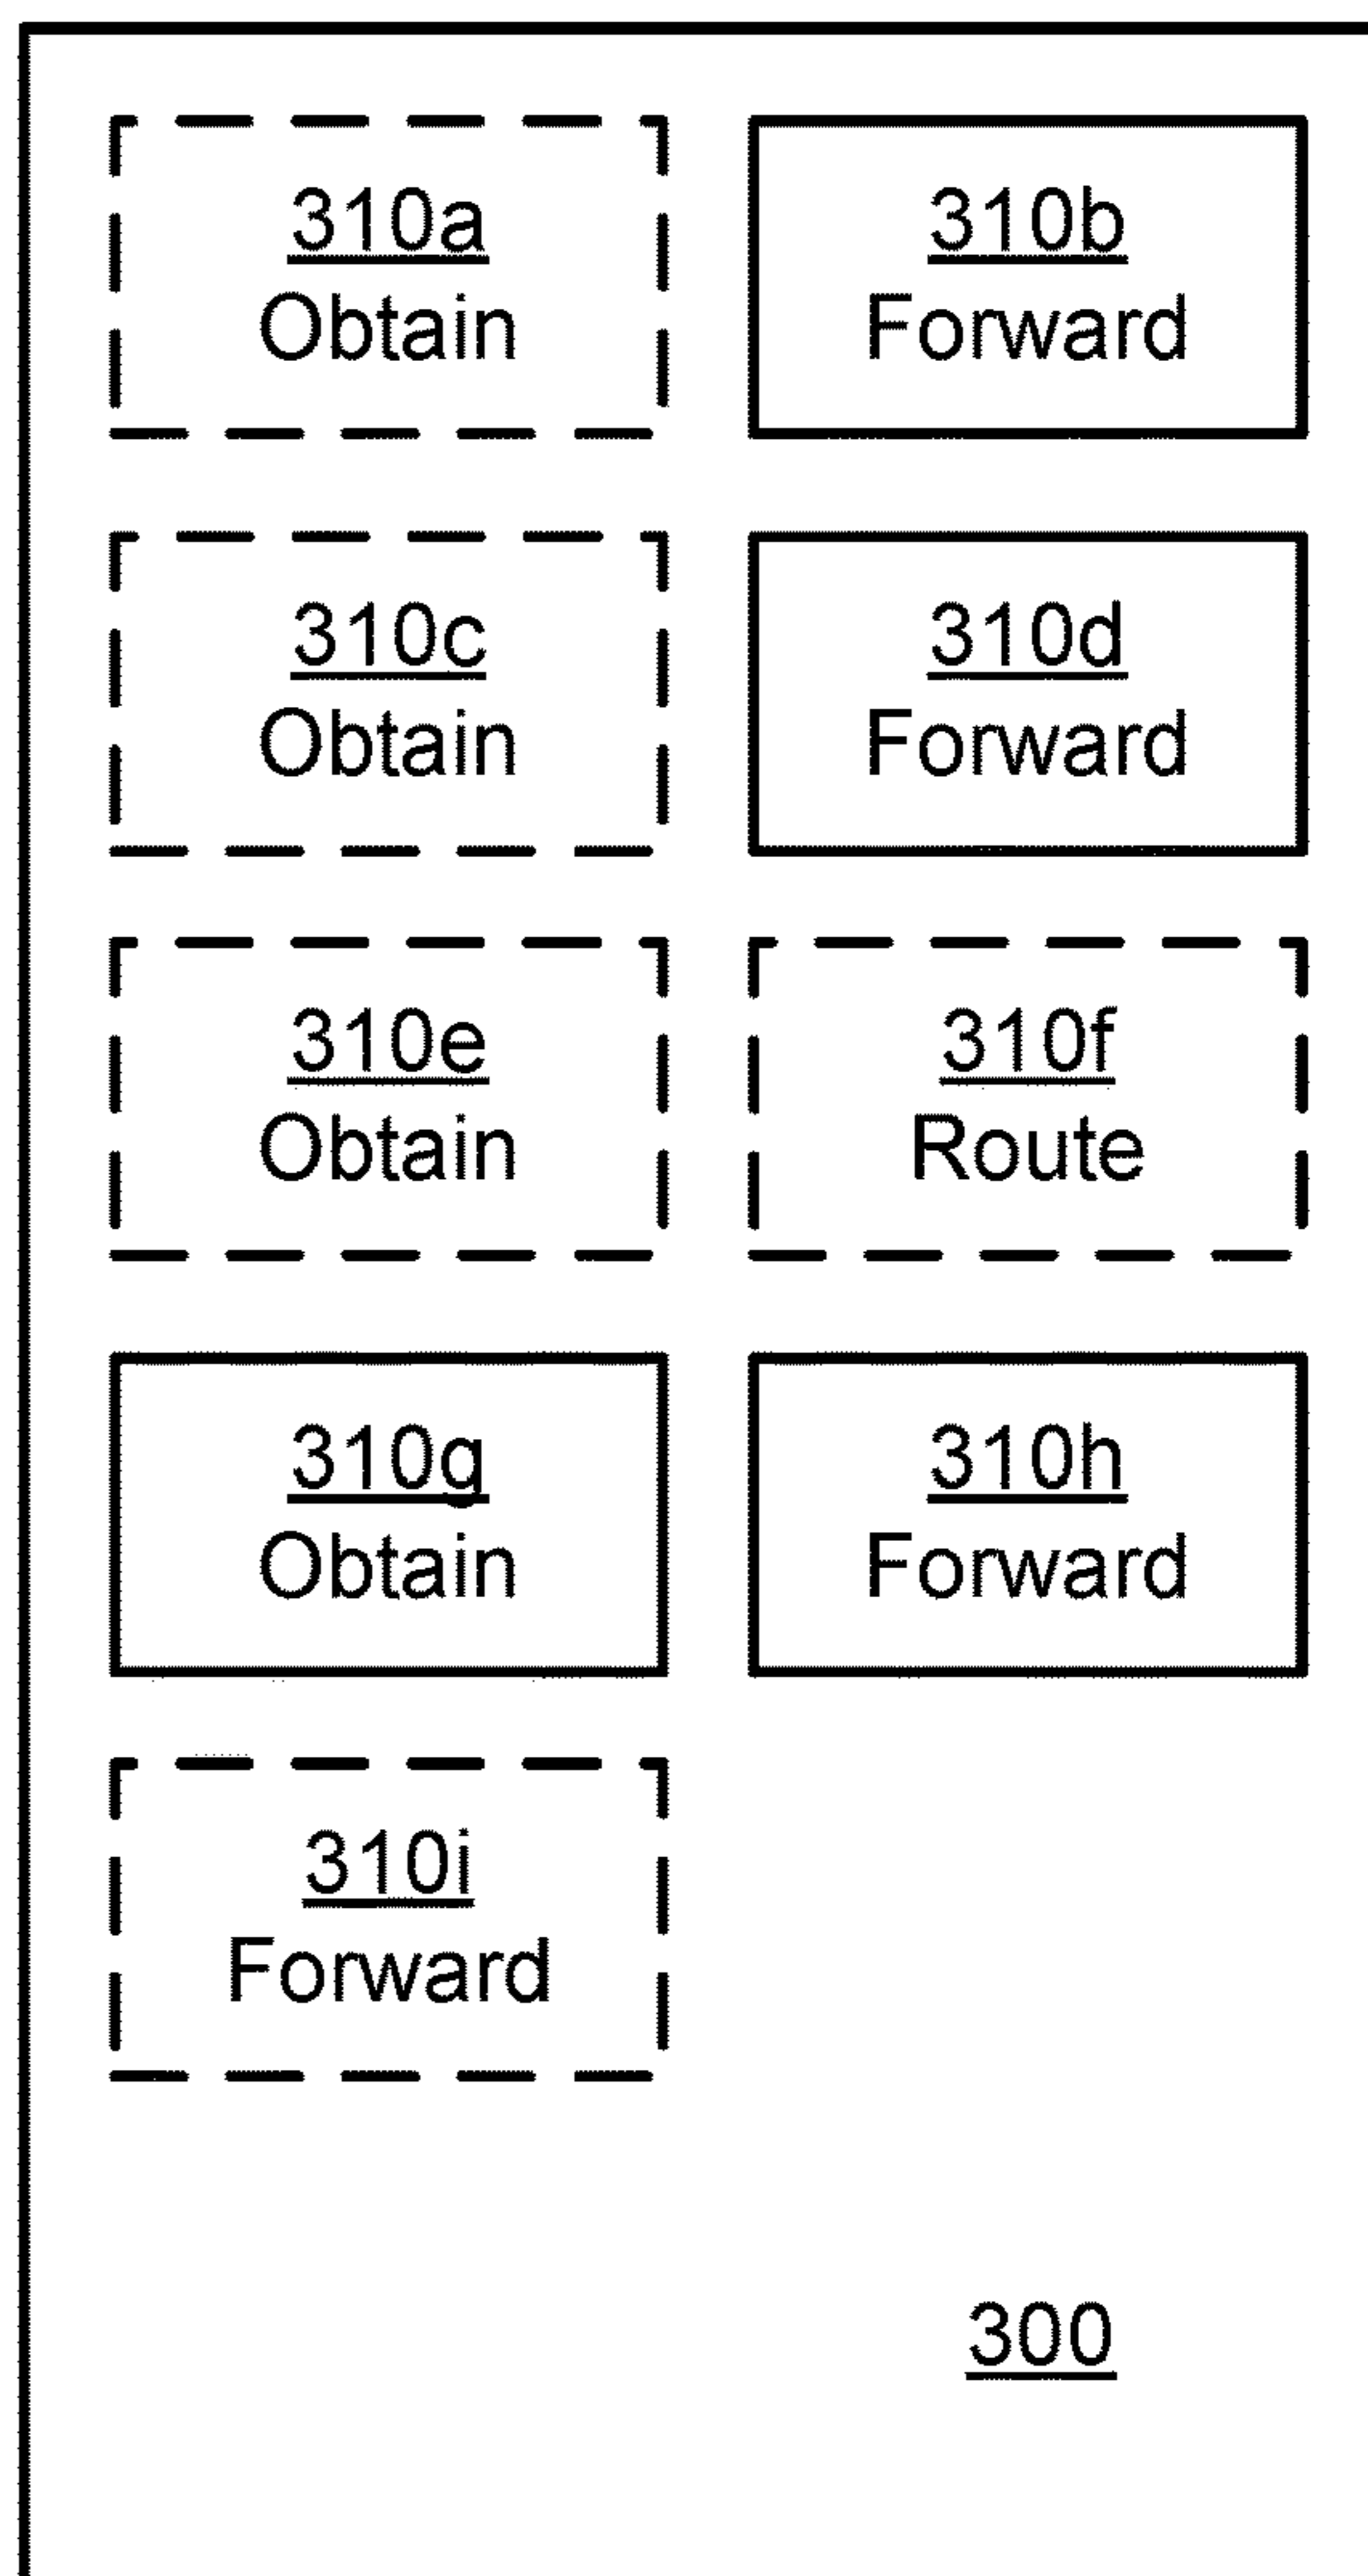 310a
Obtain
310b
Forward
310c
Obtain
310d
Forward
310e
Obtain
310f
Route
310g
Obtain
310h
Forward
310i
Forward
300